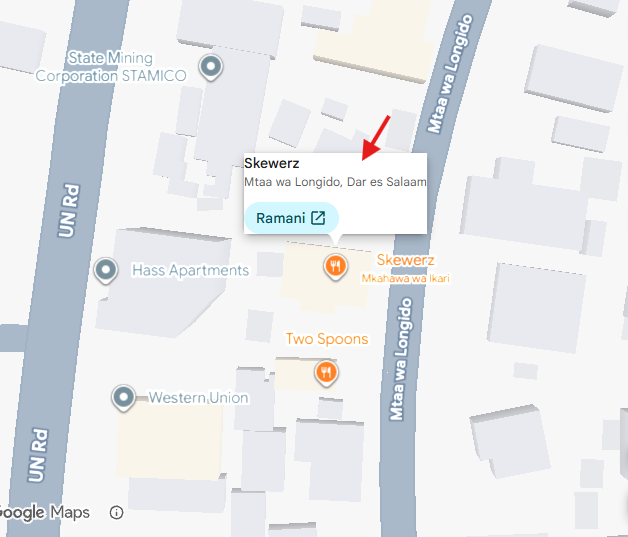 State Mining
Corporation STAMICO
Mtaa wa Longido
Skewerz
Mtaa wa Longido, Dar es Salaam
Ramani
UN Rd
Hass Apartments
Skewerz
Mkahawa wa Ikari
Two Spoons
Mtaa wa Longido
Western Union
UN Rd
Google Maps